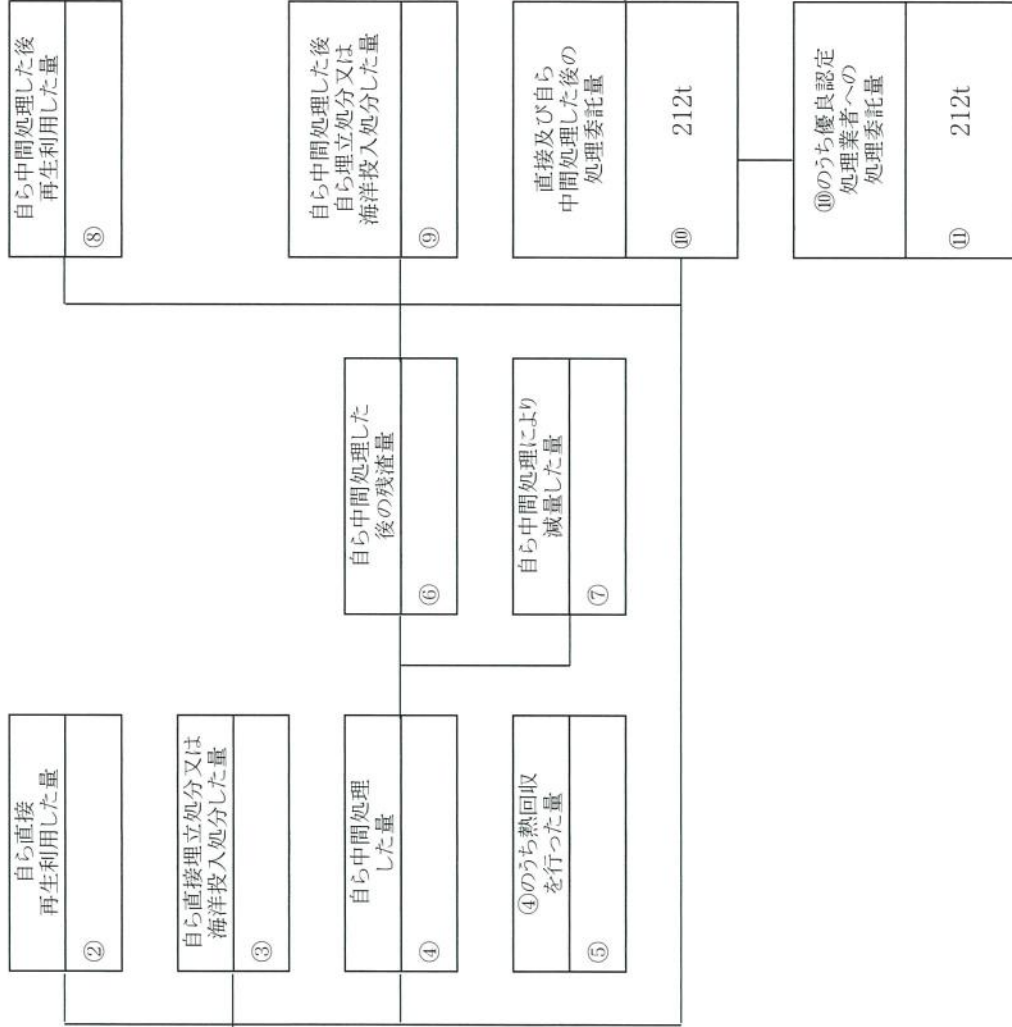 自ら直接
再生利用した量
②
自ら直接埋立処分又は
海洋投入処分した量
③
自ら中間処理
した量
④
④のうち熱回収
を行った量
⑤
自ら中間処理した
後の残渣量
⑥
自ら中間処理により
減量した量
⑦
自ら中間処理した後
再生利用した量
⑧
自ら中間処理した後
自ら埋立処分又は
海洋投入処分した量
⑨
直接及び自ら
中間処理した後の
処理委託量
⑩
212t
⑩のうち優良認定
処理業者への
処理委託量
⑪
212t